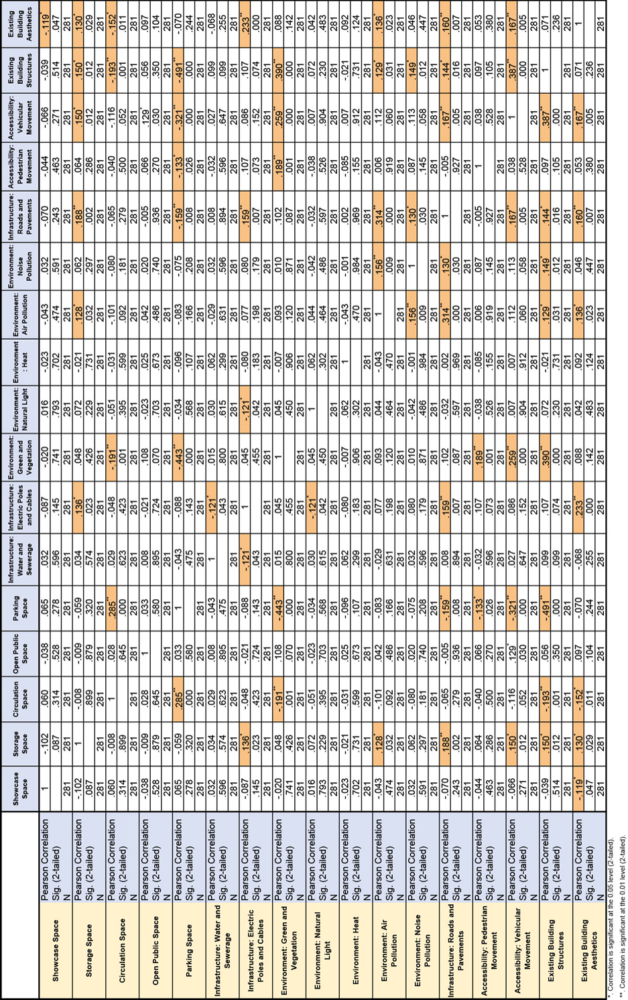 Showcase Space Storage Space Circulation Space Open Public Space Parking Space Infrastructure: Water and Sewerage Infrastructure: Electric Poles and Cables Environment: Green and Vegetation Environment: Natural Light Environment : Heat Environment: Air Pollution Environment: Noise Pollution Infrastructure: Roads and Pavements Accessibility: Pedestrian Movement Accessibility: Vehicular Movement Existing Building Structures Existing Building Aesthetics
Showcase Space Pearson Correlation 1 -.102 .060 -.038 .065 .032 -.087 -.020 .016 -.023 -.043 .032 -.070 -.044 -.066 -.039 -.119*
Sig. (2-tailed) .087 .314 .528 .278 .596 .145 .741 .793 .702 .474 .591 .243 .463 .271 .514 .047
N 281 281 281 281 281 281 281 281 281 281 281 281 281 281 281 281 281
Storage Space Pearson Correlation -.102 1 -.008 -.009 -.059 .034 .136* .048 .072 -.021 .128* .062 .188** .064 .150* .150* .130*
Sig. (2-tailed) .087 .899 .879 .320 .574 .023 .426 .229 .731 .032 .297 .002 .286 .012 .012 .029
N 281 281 281 281 281 281 281 281 281 281 281 281 281 281 281 281 281
Circulation Space Pearson Correlation .060 -.008 1 .028 .285** .029 -.048 -.191** -.051 -.031 -.101 -.080 -.065 -.040 -.116 -.193** -.152*
Sig. (2-tailed) .314 .899 .645 .000 .623 .423 .001 .395 .599 .092 .181 .279 .500 .052 .001 .011
N 281 281 281 281 281 281 281 281 281 281 281 281 281 281 281 281 281
Open Public Space Pearson Correlation -.038 -.009 .028 1 .033 .008 -.021 .108 -.023 .025 .042 .020 -.005 .066 .129* .056 .097
Sig. (2-tailed) .528 .879 .645 .580 .895 .724 .070 .703 .673 .486 .740 .936 .270 .030 .350 .104
N 281 281 281 281 281 281 281 281 281 281 281 281 281 281 281 281 281
Parking Space Pearson Correlation .065 -.059 .285** .033 1 -.043 -.088 -.443** -.034 -.096 -.083 -.075 -.159** -.133* -.321** -.491** -.070
Sig. (2-tailed) .278 .320 .000 .580 .475 .143 .000 .568 .107 .166 .208 .008 .026 .000 .000 .244
N 281 281 281 281 281 281 281 281 281 281 281 281 281 281 281 281 281
Infrastructure: Water and Sewerage Pearson Correlation .032 .034 .029 .008 -.043 1 -.121* .015 .030 .062 -.029 .032 .008 -.032 .027 .099 -.068
Sig. (2-tailed) .596 .574 .623 .895 .475 .043 .800 .615 .299 .631 .596 .894 .596 .647 .099 .255
N 281 281 281 281 281 281 281 281 281 281 281 281 281 281 281 281 281
Infrastructure: Electric Poles and Cables Pearson Correlation -.087 .136* -.048 -.021 -.088 -.121* 1 .045 -.121* -.080 .077 .080 .159** .107 .086 .107 .233**
Sig. (2-tailed) .145 .023 .423 .724 .143 .043 .455 .042 .183 .198 .179 .007 .073 .152 .074 .000
N 281 281 281 281 281 281 281 281 281 281 281 281 281 281 281 281 281
Environment: Green and Vegetation Pearson Correlation -.020 .048 -.191** .108 -.443** .015 .045 1 .045 -.007 .093 .010 .102 .189** .259** .390** .088
Sig. (2-tailed) .741 .426 .001 .070 .000 .800 .455 .450 .906 .120 .871 .087 .001 .000 .000 .142
N 281 281 281 281 281 281 281 281 281 281 281 281 281 281 281 281 281
Environment: Natural Light Pearson Correlation .016 .072 -.051 -.023 -.034 .030 -.121* .045 1 .062 .044 -.042 -.032 -.038 .007 .072 .042
Sig. (2-tailed) .793 .229 .395 .703 .568 .615 .042 .450 .302 .464 .486 .597 .526 .904 .230 .483
N 281 281 281 281 281 281 281 281 281 281 281 281 281 281 281 281 281
Environment: Heat Pearson Correlation -.023 -.021 -.031 .025 -.096 .062 -.080 -.007 .062 1 -.043 -.001 .002 -.085 .007 -.021 .092
Sig. (2-tailed) .702 .731 .599 .673 .107 .299 .183 .906 .302 .470 .984 .969 .155 .912 .731 .124
N 281 281 281 281 281 281 281 281 281 281 281 281 281 281 281 281 281
Environment: Air Pollution Pearson Correlation -.043 .128* -.101 .042 -.083 -.029 .077 .093 .044 -.043 1 .156** .314** .006 .112 .129* .136*
Sig. (2-tailed) .474 .032 .092 .486 .166 .631 .198 .120 .464 .470 .009 .000 .919 .060 .031 .023
N 281 281 281 281 281 281 281 281 281 281 281 281 281 281 281 281 281
Environment: Noise Pollution Pearson Correlation .032 .062 -.080 .020 -.075 .032 .080 .010 -.042 -.001 .156** 1 .130* .087 .113 .149* .046
Sig. (2-tailed) .591 .297 .181 .740 .208 .596 .179 .871 .486 .984 .009 .030 .145 .058 .012 .447
N 281 281 281 281 281 281 281 281 281 281 281 281 281 281 281 281 281
Infrastructure: Roads and Pavements Pearson Correlation -.070 .188** -.065 -.005 -.159** .008 .159** .102 -.032 .002 .314** .130* 1 -.005 .167** .144* .160**
Sig. (2-tailed) .243 .002 .279 .936 .008 .894 .007 .087 .597 .969 .000 .030 .927 .005 .016 .007
N 281 281 281 281 281 281 281 281 281 281 281 281 281 281 281 281 281
Accessibility: Pedestrian Movement Pearson Correlation -.044 .064 -.040 .066 -.133* -.032 .107 .189** -.038 -.085 .006 .087 -.005 1 .038 .097 .053
Sig. (2-tailed) .463 .286 .500 .270 .026 .596 .073 .001 .526 .155 .919 .145 .927 .528 .105 .380
N 281 281 281 281 281 281 281 281 281 281 281 281 281 281 281 281 281
Accessibility: Vehicular Movement Pearson Correlation -.066 .150* -.116 .129* -.321** .027 .086 .259** .007 .007 .112 .113 .167** .038 1 .387** .167**
Sig. (2-tailed) .271 .012 .052 .030 .000 .647 .152 .000 .904 .912 .060 .058 .005 .528 .000 .005
N 281 281 281 281 281 281 281 281 281 281 281 281 281 281 281 281 281
Existing Building Structures Pearson Correlation -.039 .150* -.193** .056 -.491** .099 .107 .390** .072 -.021 .129* .149* .144* .097 .387** 1 .071
Sig. (2-tailed) .514 .012 .001 .350 .000 .099 .074 .000 .230 .731 .031 .012 .016 .105 .000 .236
N 281 281 281 281 281 281 281 281 281 281 281 281 281 281 281 281 281
Existing Building Aesthetics Pearson Correlation -.119* .130* -.152* .097 -.070 -.068 .233** .088 .042 .092 .136* .046 .160** .053 .167** .071 1
Sig. (2-tailed) .047 .029 .011 .104 .244 .255 .000 .142 .483 .124 .023 .447 .007 .380 .005 .236
N 281 281 281 281 281 281 281 281 281 281 281 281 281 281 281 281 281
*. Correlation is significant at the 0.05 level (2-tailed).
**. Correlation is significant at the 0.01 level (2-tailed).